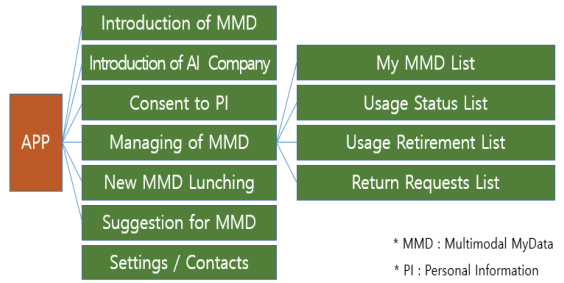 APP
Introduction of MMD
Introduction of AI Company
Consent to PI
Managing of MMD
New MMD Lunching
Suggestion for MMD
Settings / Contacts
My MMD List
Usage Status List
Usage Retirement List
Return Requests List
* MMD : Multimodal MyData
* PI : Personal Information